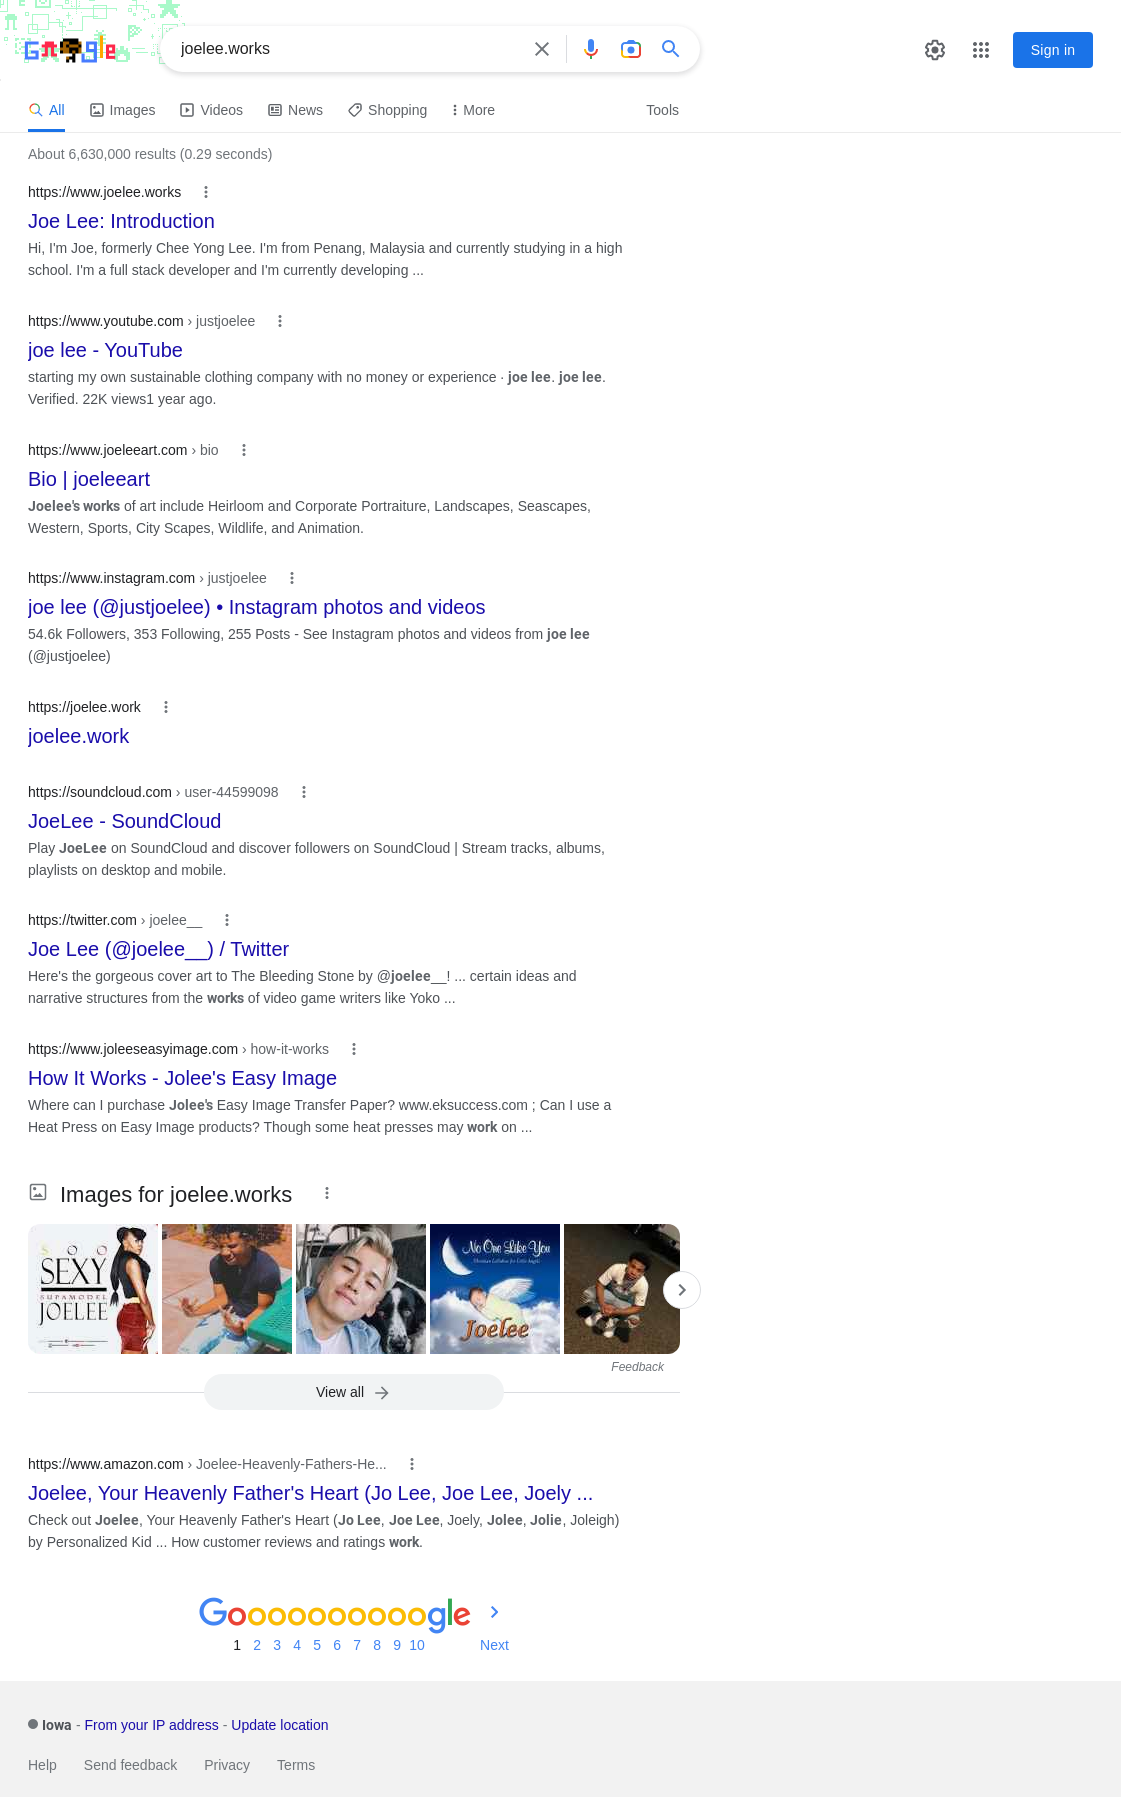 Google
joelee.works
Sign in
All Images Videos News Shopping More Tools
About 6,630,000 results (0.29 seconds)
https://www.joelee.works
Joe Lee: Introduction
Hi, I'm Joe, formerly Chee Yong Lee. I'm from Penang, Malaysia and currently studying in a high
school. I'm a full stack developer and I'm currently developing ...
https://www.youtube.com › justjoelee
joe lee - YouTube
starting my own sustainable clothing company with no money or experience · joe lee. joe lee.
Verified. 22K views1 year ago.
https://www.joeleeart.com › bio
Bio | joeleeart
Joelee's works of art include Heirloom and Corporate Portraiture, Landscapes, Seascapes,
Western, Sports, City Scapes, Wildlife, and Animation.
https://www.instagram.com › justjoelee
joe lee (@justjoelee) • Instagram photos and videos
54.6k Followers, 353 Following, 255 Posts - See Instagram photos and videos from joe lee
(@justjoelee)
https://joelee.work
joelee.work
https://soundcloud.com › user-44599098
JoeLee - SoundCloud
Play JoeLee on SoundCloud and discover followers on SoundCloud | Stream tracks, albums,
playlists on desktop and mobile.
https://twitter.com › joelee__
Joe Lee (@joelee__) / Twitter
Here's the gorgeous cover art to The Bleeding Stone by @joelee__! ... certain ideas and
narrative structures from the works of video game writers like Yoko ...
https://www.joleeseasyimage.com › how-it-works
How It Works - Jolee's Easy Image
Where can I purchase Jolee's Easy Image Transfer Paper? www.eksuccess.com ; Can I use a
Heat Press on Easy Image products? Though some heat presses may work on ...
Images for joelee.works
SOO
SEXY
SUPAMODEL
JOELEE
No One Like You
Joelee
Feedback
View all
https://www.amazon.com › Joelee-Heavenly-Fathers-He...
Joelee, Your Heavenly Father's Heart (Jo Lee, Joe Lee, Joely ...
Check out Joelee, Your Heavenly Father's Heart (Jo Lee, Joe Lee, Joely, Jolee, Jolie, Joleigh)
by Personalized Kid ... How customer reviews and ratings work.
Goooooooooogle
1 2 3 4 5 6 7 8 9 10 Next
Iowa - From your IP address - Update location
Help Send feedback Privacy Terms